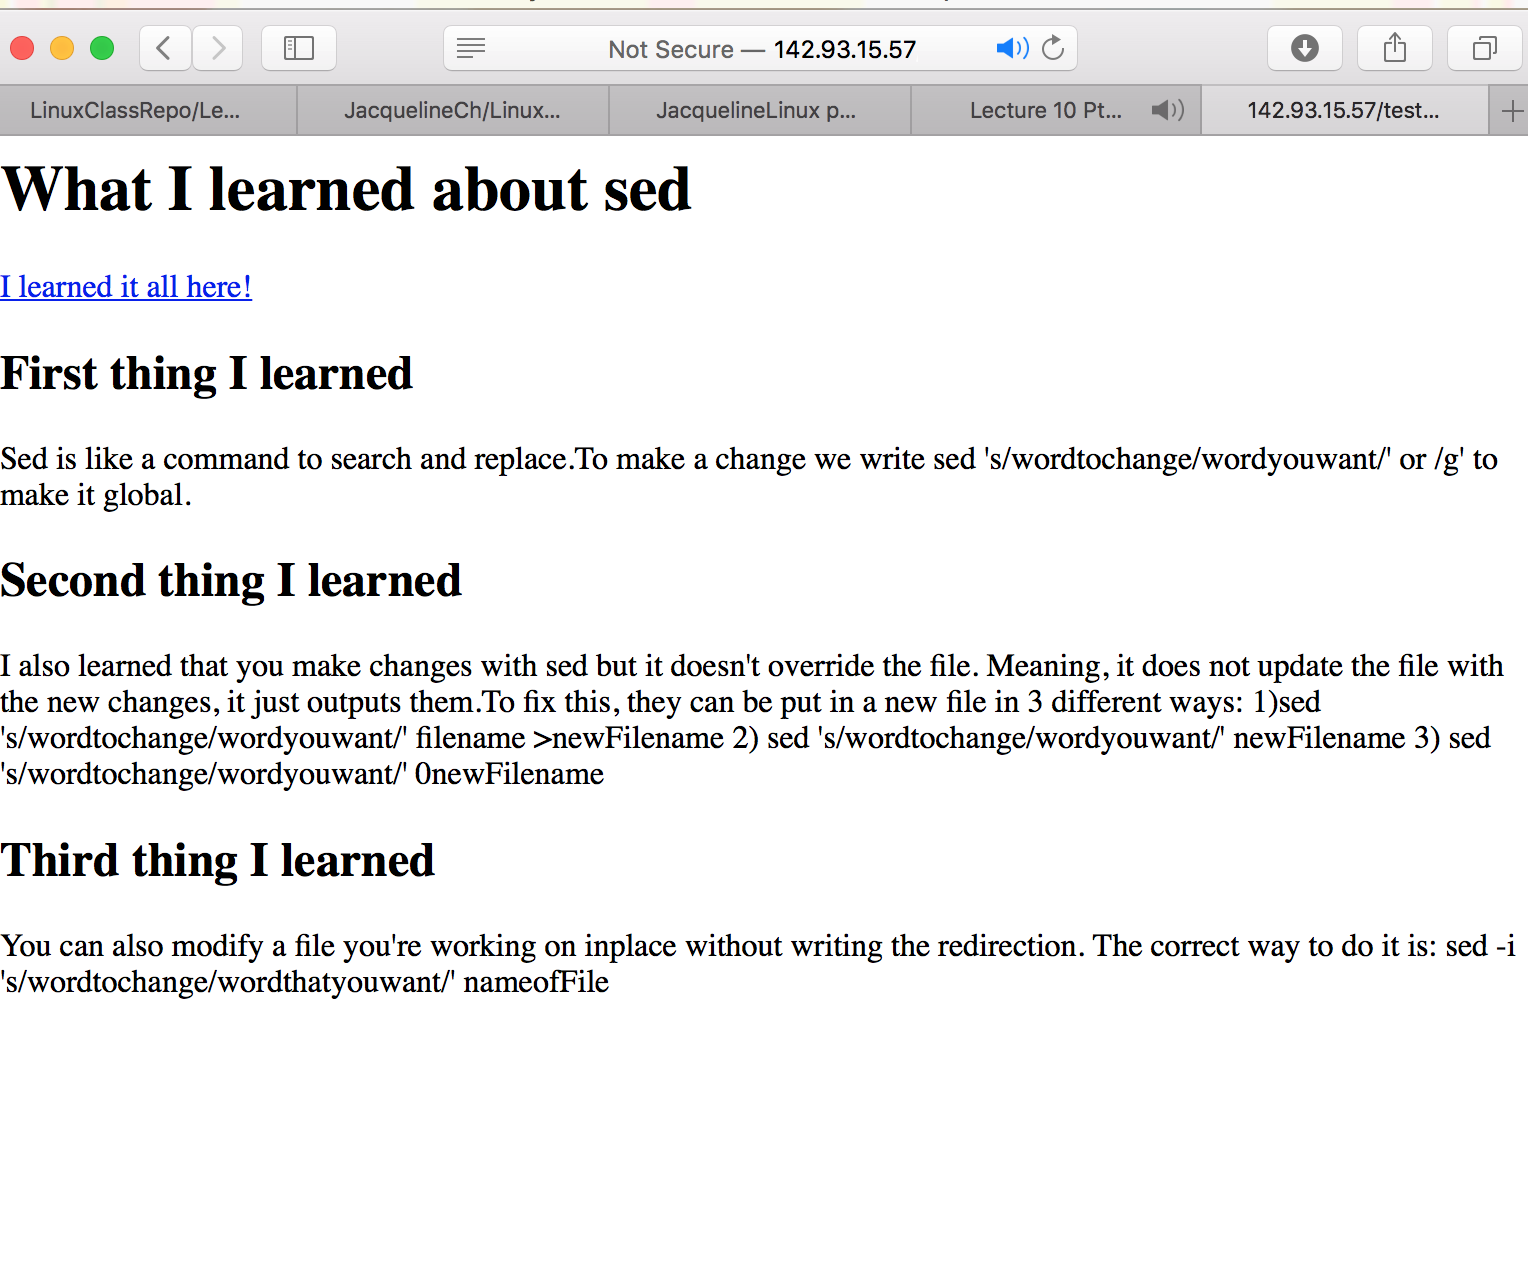 Not Secure — 142.93.15.57
LinuxClassRepo/Le...
JacquelineCh/Linux...
JacquelineLinux p...
Lecture 10 Pt...
142.93.15.57/test...
What I learned about sed
I learned it all here!
First thing I learned
Sed is like a command to search and replace.To make a change we write sed 's/wordtochange/wordyouwant/' or /g' to
make it global.
Second thing I learned
I also learned that you make changes with sed but it doesn't override the file. Meaning, it does not update the file with
the new changes, it just outputs them.To fix this, they can be put in a new file in 3 different ways: 1)sed
's/wordtochange/wordyouwant/' filename >newFilename 2) sed 's/wordtochange/wordyouwant/' newFilename 3) sed
's/wordtochange/wordyouwant/' 0newFilename
Third thing I learned
You can also modify a file you're working on inplace without writing the redirection. The correct way to do it is: sed -i
's/wordtochange/wordthatyouwant/' nameofFile